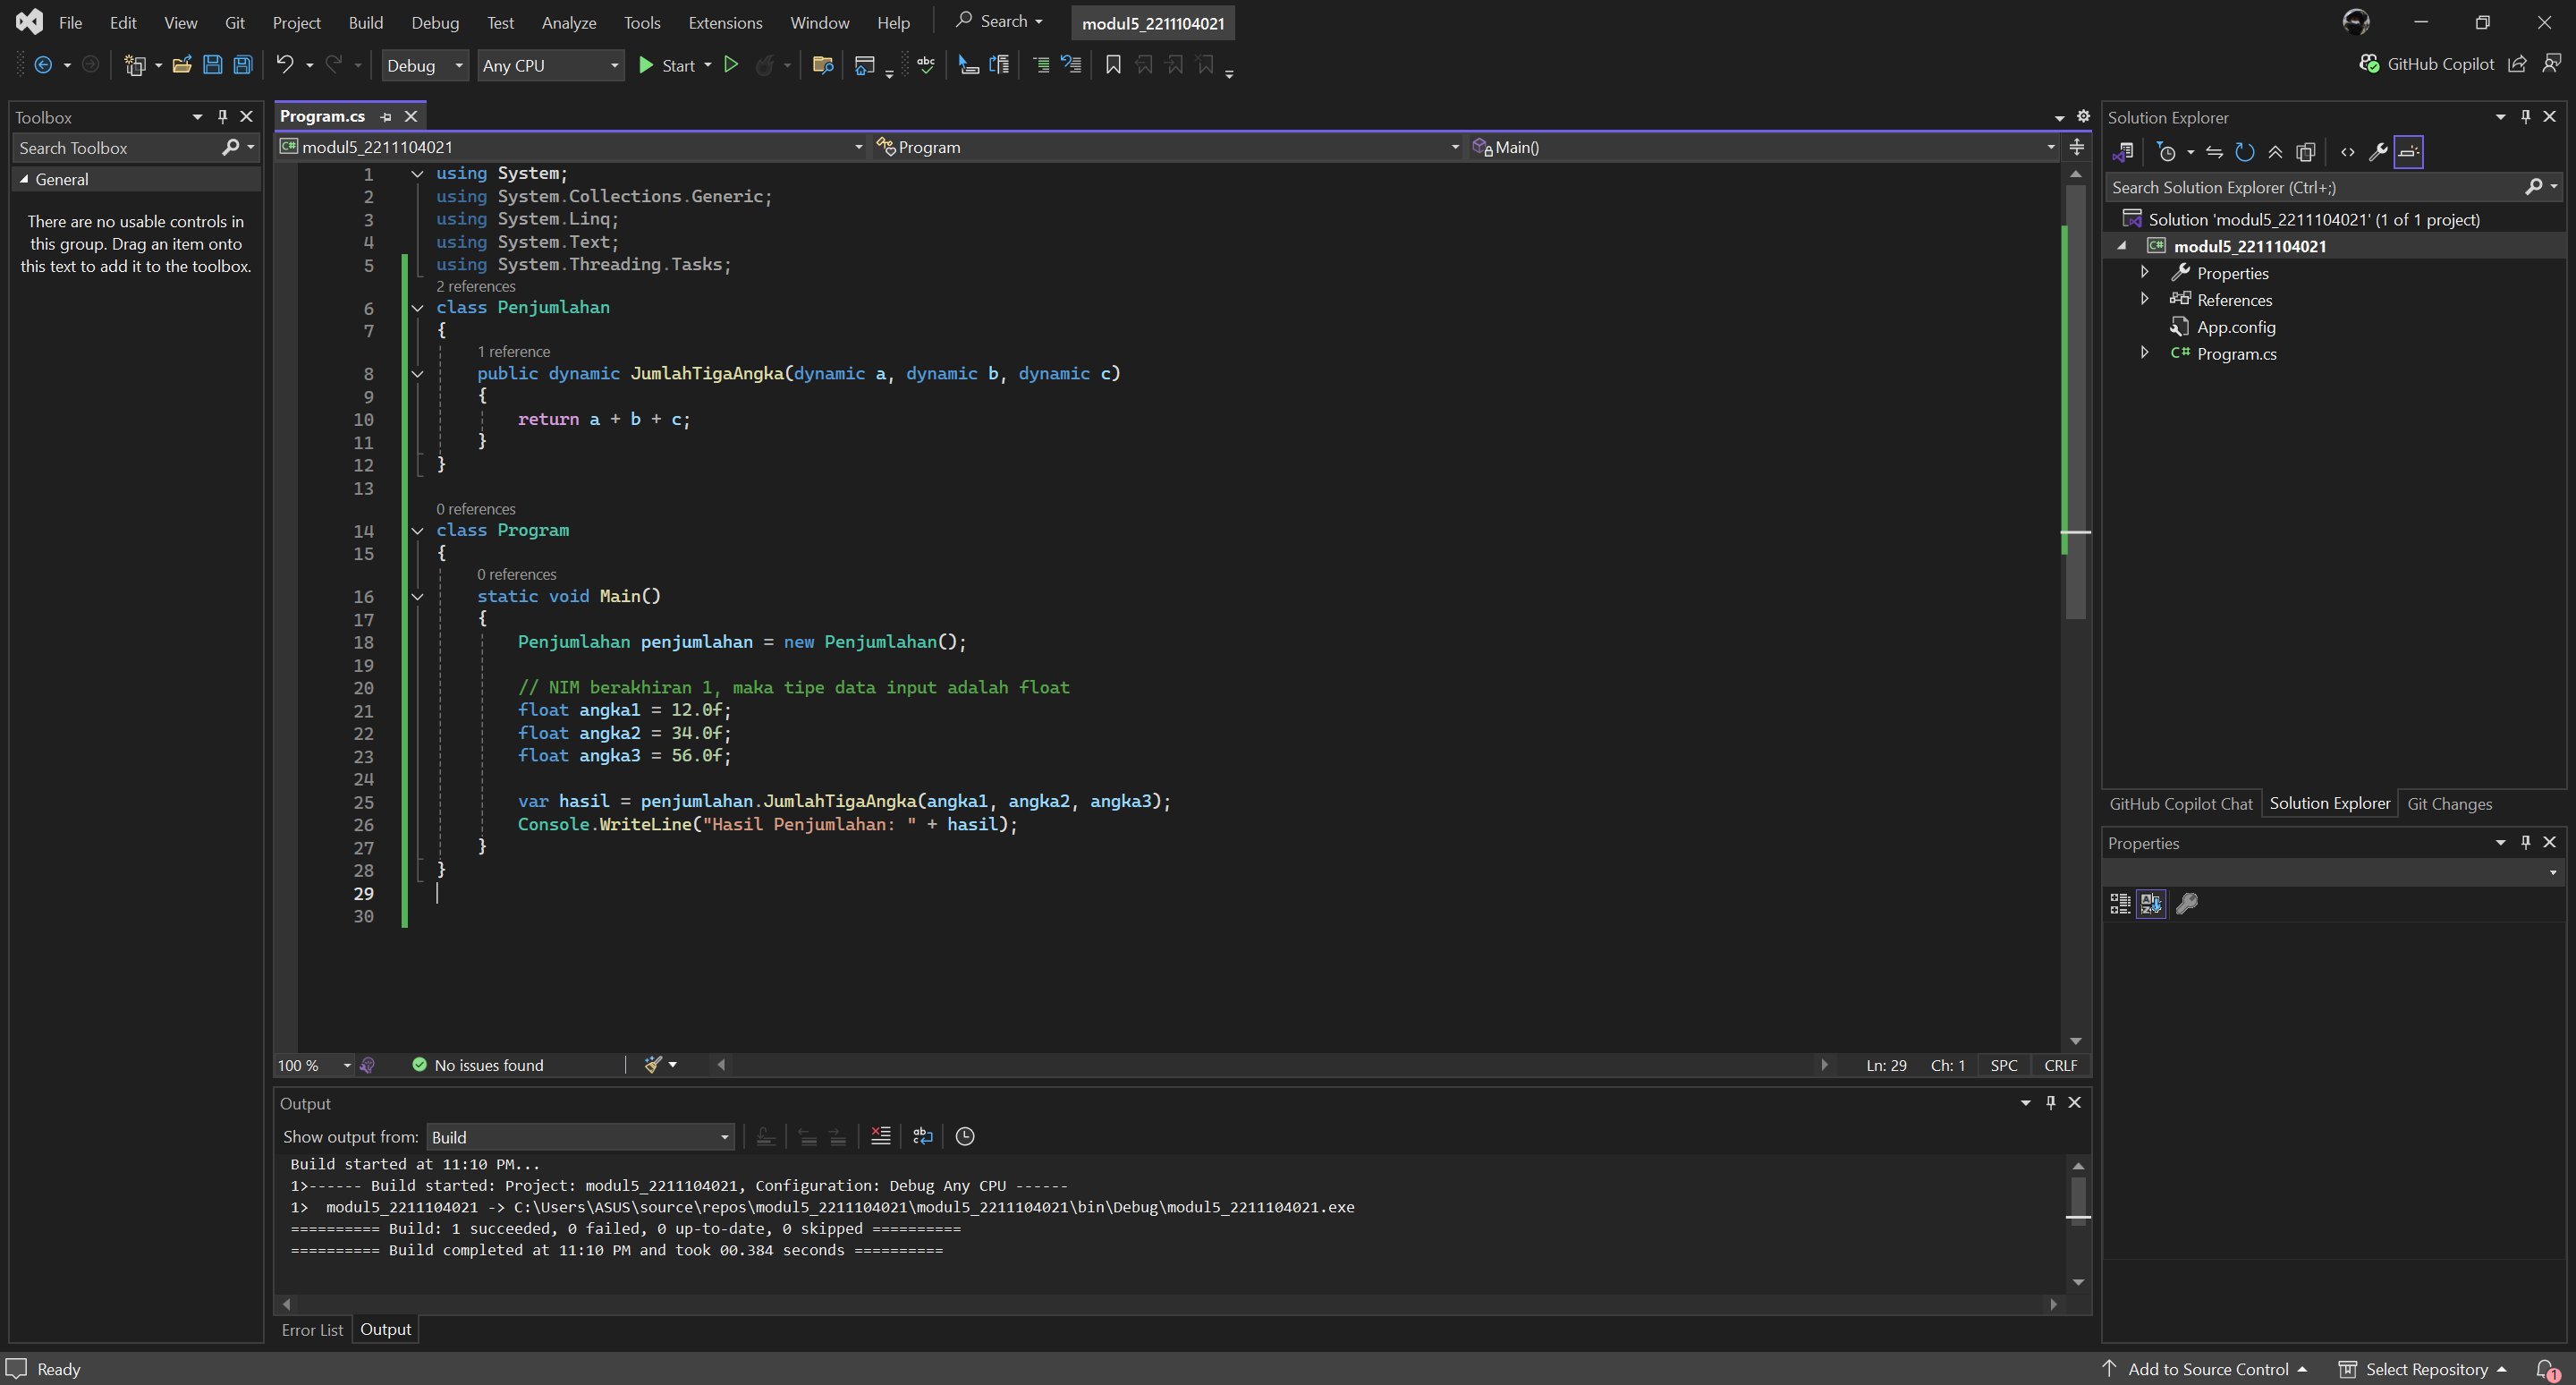 File Edit View Git Project Build Debug Test Analyze Tools Extensions Window Help Search modul5_2211104021
Debug Any CPU Start GitHub Copilot
Toolbox
Search Toolbox
General
There are no usable controls in
this group. Drag an item onto
this text to add it to the toolbox.
Program.cs
modul5_2211104021 Program Main()
1 using System;
2 using System.Collections.Generic;
3 using System.Linq;
4 using System.Text;
5 using System.Threading.Tasks;
2 references
6 class Penjumlahan
7 {
1 reference
8 public dynamic JumlahTigaAngka(dynamic a, dynamic b, dynamic c)
9 {
10 return a + b + c;
11 }
12 }
13
0 references
14 class Program
15 {
0 references
16 static void Main()
17 {
18 Penjumlahan penjumlahan = new Penjumlahan();
19
20 // NIM berakhiran 1, maka tipe data input adalah float
21 float angka1 = 12.0f;
22 float angka2 = 34.0f;
23 float angka3 = 56.0f;
24
25 var hasil = penjumlahan.JumlahTigaAngka(angka1, angka2, angka3);
26 Console.WriteLine("Hasil Penjumlahan: " + hasil);
27 }
28 }
29
30
100 % No issues found Ln: 29 Ch: 1 SPC CRLF
Output
Show output from: Build
Build started at 11:10 PM...
1>------ Build started: Project: modul5_2211104021, Configuration: Debug Any CPU ------
1>  modul5_2211104021 -> C:\Users\ASUS\source\repos\modul5_2211104021\modul5_2211104021\bin\Debug\modul5_2211104021.exe
========== Build: 1 succeeded, 0 failed, 0 up-to-date, 0 skipped ==========
========== Build completed at 11:10 PM and took 00.384 seconds ==========
Error List Output
Solution Explorer
Search Solution Explorer (Ctrl+;)
Solution 'modul5_2211104021' (1 of 1 project)
C# modul5_2211104021
Properties
References
App.config
C# Program.cs
GitHub Copilot Chat Solution Explorer Git Changes
Properties
Ready Add to Source Control Select Repository 1